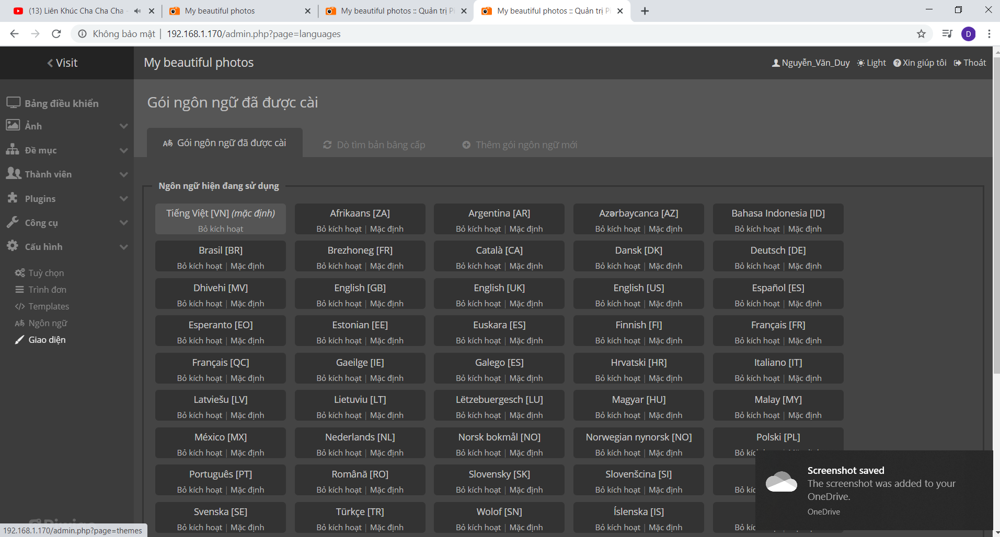 (13) Liên Khúc Cha Cha Cha -
My beautiful photos
My beautiful photos :: Quản trị Pi
My beautiful photos :: Quản trị Pi
Không bảo mật | 192.168.1.170/admin.php?page=languages
D
Visit
My beautiful photos
Nguyễn_Văn_Duy Light Xin giúp tôi Thoát
Bảng điều khiển
Ảnh
Đề mục
Thành viên
Plugins
Công cụ
Cấu hình
Tuỳ chọn
Trình đơn
Templates
Ngôn ngữ
Giao diện
Gói ngôn ngữ đã được cài
Gói ngôn ngữ đã được cài Dò tìm bản bâng cấp Thêm gói ngôn ngữ mới
Ngôn ngữ hiện đang sử dụng
Tiếng Việt [VN] (mặc định) Afrikaans [ZA] Argentina [AR] Azərbaycanca [AZ] Bahasa Indonesia [ID]
Bỏ kích hoạt Bỏ kích hoạt | Mặc định Bỏ kích hoạt | Mặc định Bỏ kích hoạt | Mặc định Bỏ kích hoạt | Mặc định
Brasil [BR] Brezhoneg [FR] Català [CA] Dansk [DK] Deutsch [DE]
Bỏ kích hoạt | Mặc định Bỏ kích hoạt | Mặc định Bỏ kích hoạt | Mặc định Bỏ kích hoạt | Mặc định Bỏ kích hoạt | Mặc định
Dhivehi [MV] English [GB] English [UK] English [US] Español [ES]
Bỏ kích hoạt | Mặc định Bỏ kích hoạt | Mặc định Bỏ kích hoạt | Mặc định Bỏ kích hoạt | Mặc định Bỏ kích hoạt | Mặc định
Esperanto [EO] Estonian [EE] Euskara [ES] Finnish [FI] Français [FR]
Bỏ kích hoạt | Mặc định Bỏ kích hoạt | Mặc định Bỏ kích hoạt | Mặc định Bỏ kích hoạt | Mặc định Bỏ kích hoạt | Mặc định
Français [QC] Gaeilge [IE] Galego [ES] Hrvatski [HR] Italiano [IT]
Bỏ kích hoạt | Mặc định Bỏ kích hoạt | Mặc định Bỏ kích hoạt | Mặc định Bỏ kích hoạt | Mặc định Bỏ kích hoạt | Mặc định
Latviešu [LV] Lietuviu [LT] Lëtzebuergesch [LU] Magyar [HU] Malay [MY]
Bỏ kích hoạt | Mặc định Bỏ kích hoạt | Mặc định Bỏ kích hoạt | Mặc định Bỏ kích hoạt | Mặc định Bỏ kích hoạt | Mặc định
México [MX] Nederlands [NL] Norsk bokmål [NO] Norwegian nynorsk [NO] Polski [PL]
Bỏ kích hoạt | Mặc định Bỏ kích hoạt | Mặc định Bỏ kích hoạt | Mặc định Bỏ kích hoạt | Mặc định Bỏ
Português [PT] Română [RO] Slovensky [SK] Slovenšcina [SI]
Bỏ kích hoạt | Mặc định Bỏ kích hoạt | Mặc định Bỏ kích hoạt | Mặc định Bỏ kích hoạt | Mặc định Bỏ
Svenska [SE] Türkçe [TR] Wolof [SN] Íslenska [IS]
Bỏ kích hoạt | Mặc định Bỏ kích hoạt | Mặc định Bỏ kích hoạt | Mặc định Bỏ kích hoạt | Mặc định Bỏ
Screenshot saved
The screenshot was added to your
OneDrive.
OneDrive
192.168.1.170/admin.php?page=themes